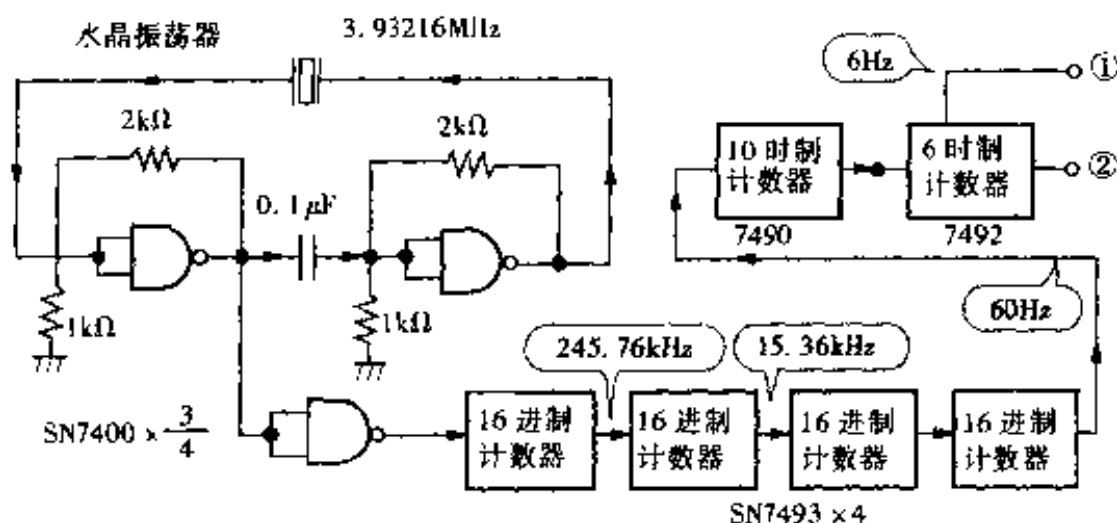 水晶振荡器
3.93216MHz
6Hz
①
2kΩ
2kΩ
10时制
计数器
6时制
计数器
②
0.1μF
7490
7492
1kΩ
1kΩ
60Hz
245.76kHz
15.36kHz
SN7400×3/4
16进制
计数器
16进制
计数器
16进制
计数器
16进制
计数器
SN7493×4